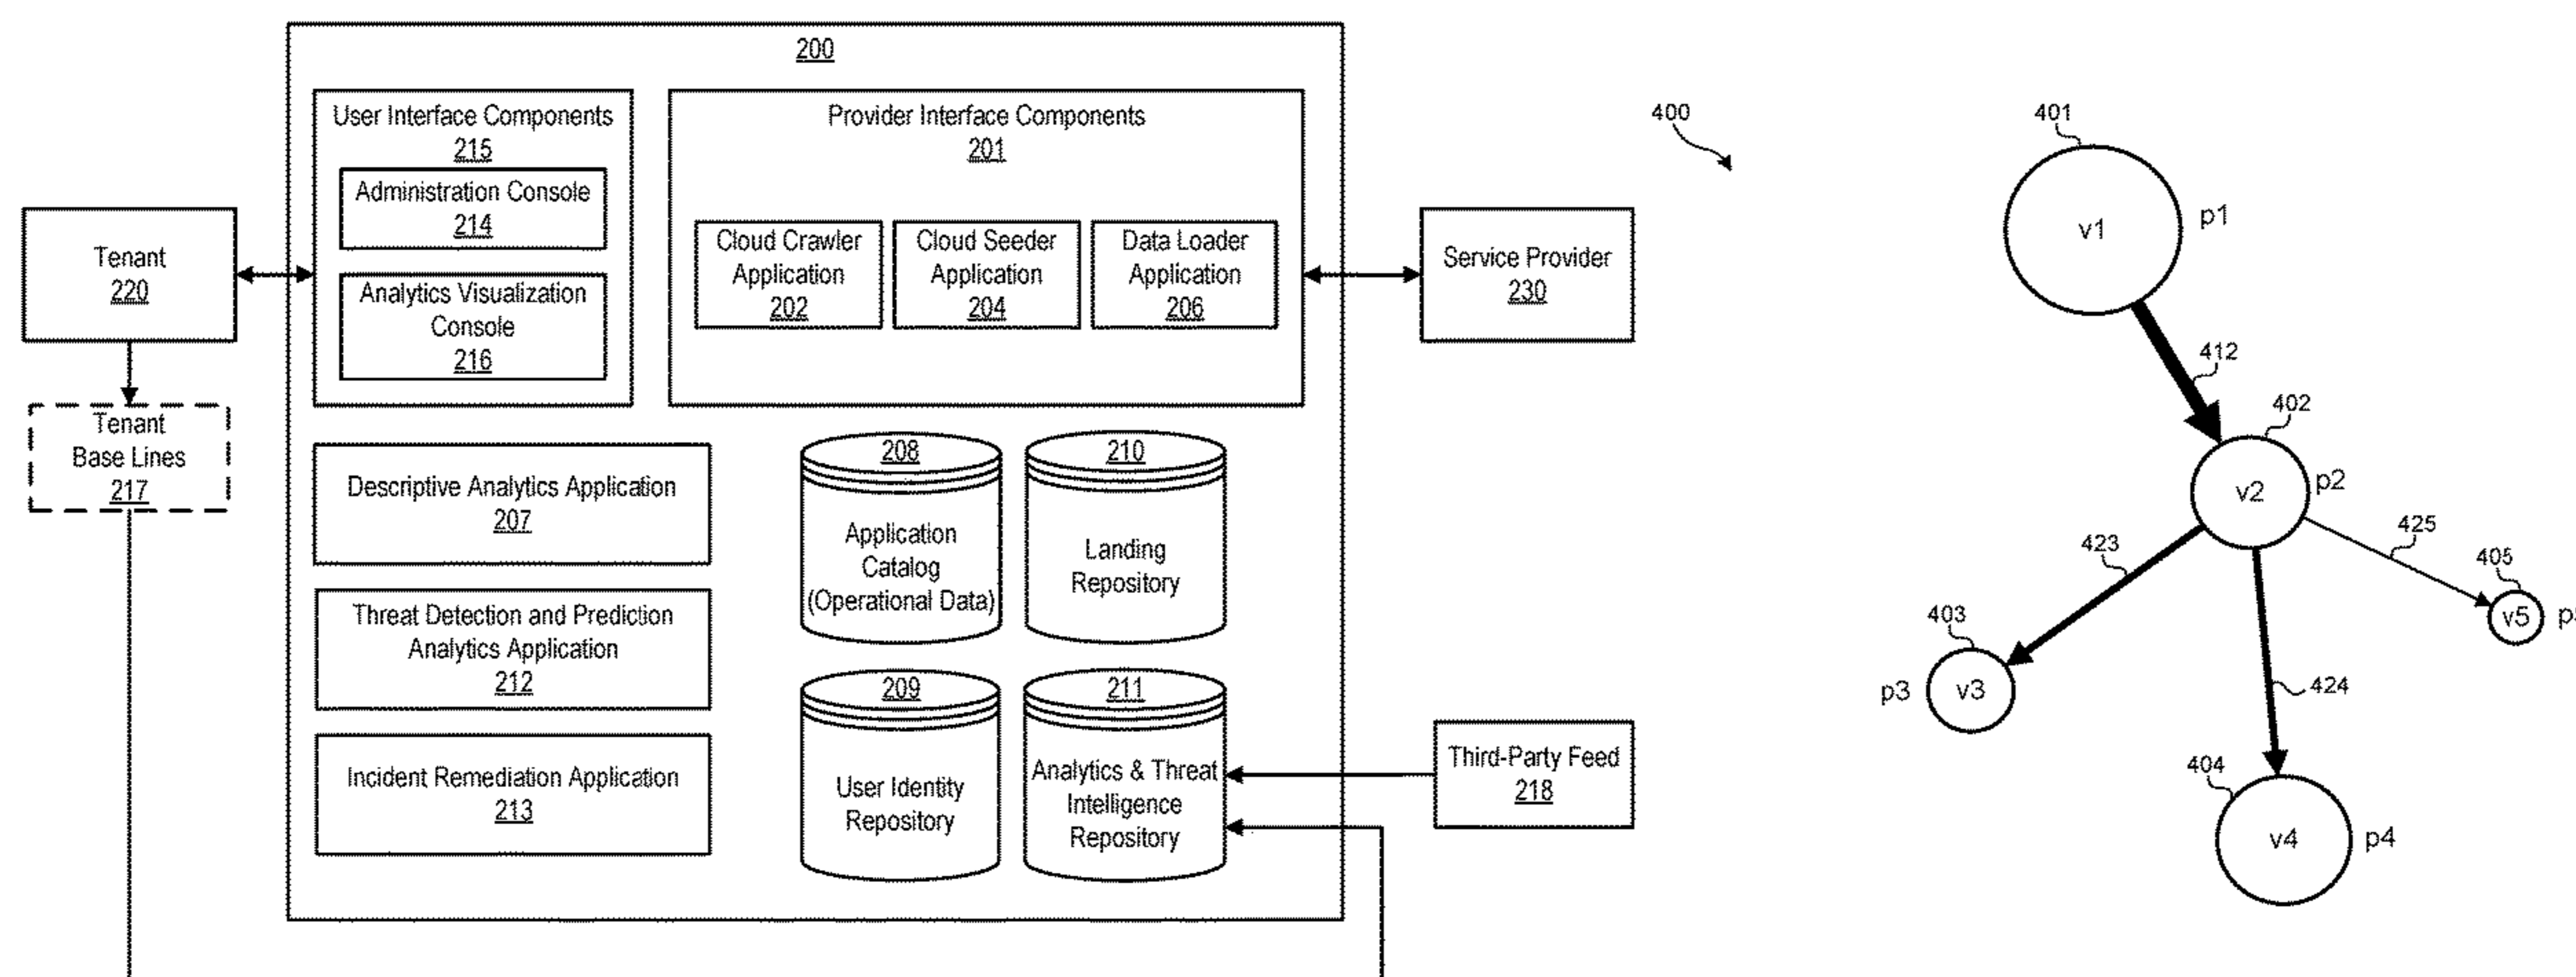 200
User Interface Components
215
Administration Console
214
Analytics Visualization
Console
216
Provider Interface Components
201
Cloud Crawler
Application
202
Cloud Seeder
Application
204
Data Loader
Application
206
Tenant
220
Service Provider
230
Tenant
Base Lines
217
Descriptive Analytics Application
207
Threat Detection and Prediction
Analytics Application
212
Incident Remediation Application
213
208
Application
Catalog
(Operational Data)
210
Landing
Repository
209
User Identity
Repository
211
Analytics & Threat
Intelligence
Repository
Third-Party Feed
218
400
401
v1
p1
412
402
v2
p2
425
405
v5
423
403
p3
v3
424
404
v4
p4